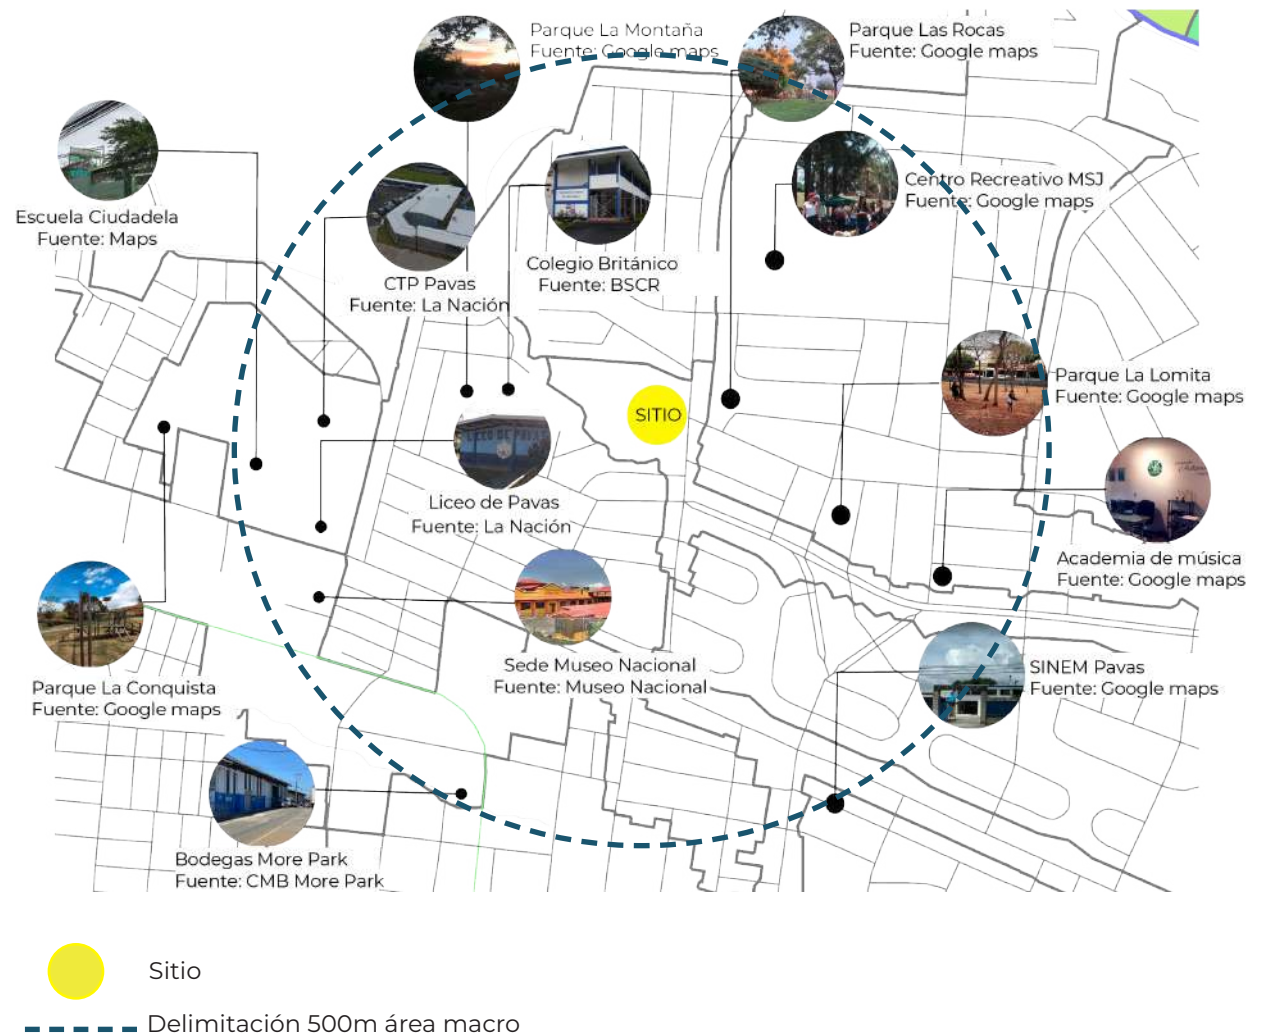 Parque La Montaña
Fuente: Google maps
Parque Las Rocas
Fuente: Google maps
Escuela Ciudadela
Fuente: Maps
Centro Recreativo MSJ
Fuente: Google maps
CTP Pavas
Fuente: La Nación
Colegio Británico
Fuente: BSCR
SITIO
Parque La Lomita
Fuente: Google maps
LICEO DE PAVAS
Liceo de Pavas
Fuente: La Nación
Academia de música
Fuente: Google maps
Sede Museo Nacional
Fuente: Museo Nacional
SINEM Pavas
Fuente: Google maps
Parque La Conquista
Fuente: Google maps
Bodegas More Park
Fuente: CMB More Park
Sitio
Delimitación 500m área macro